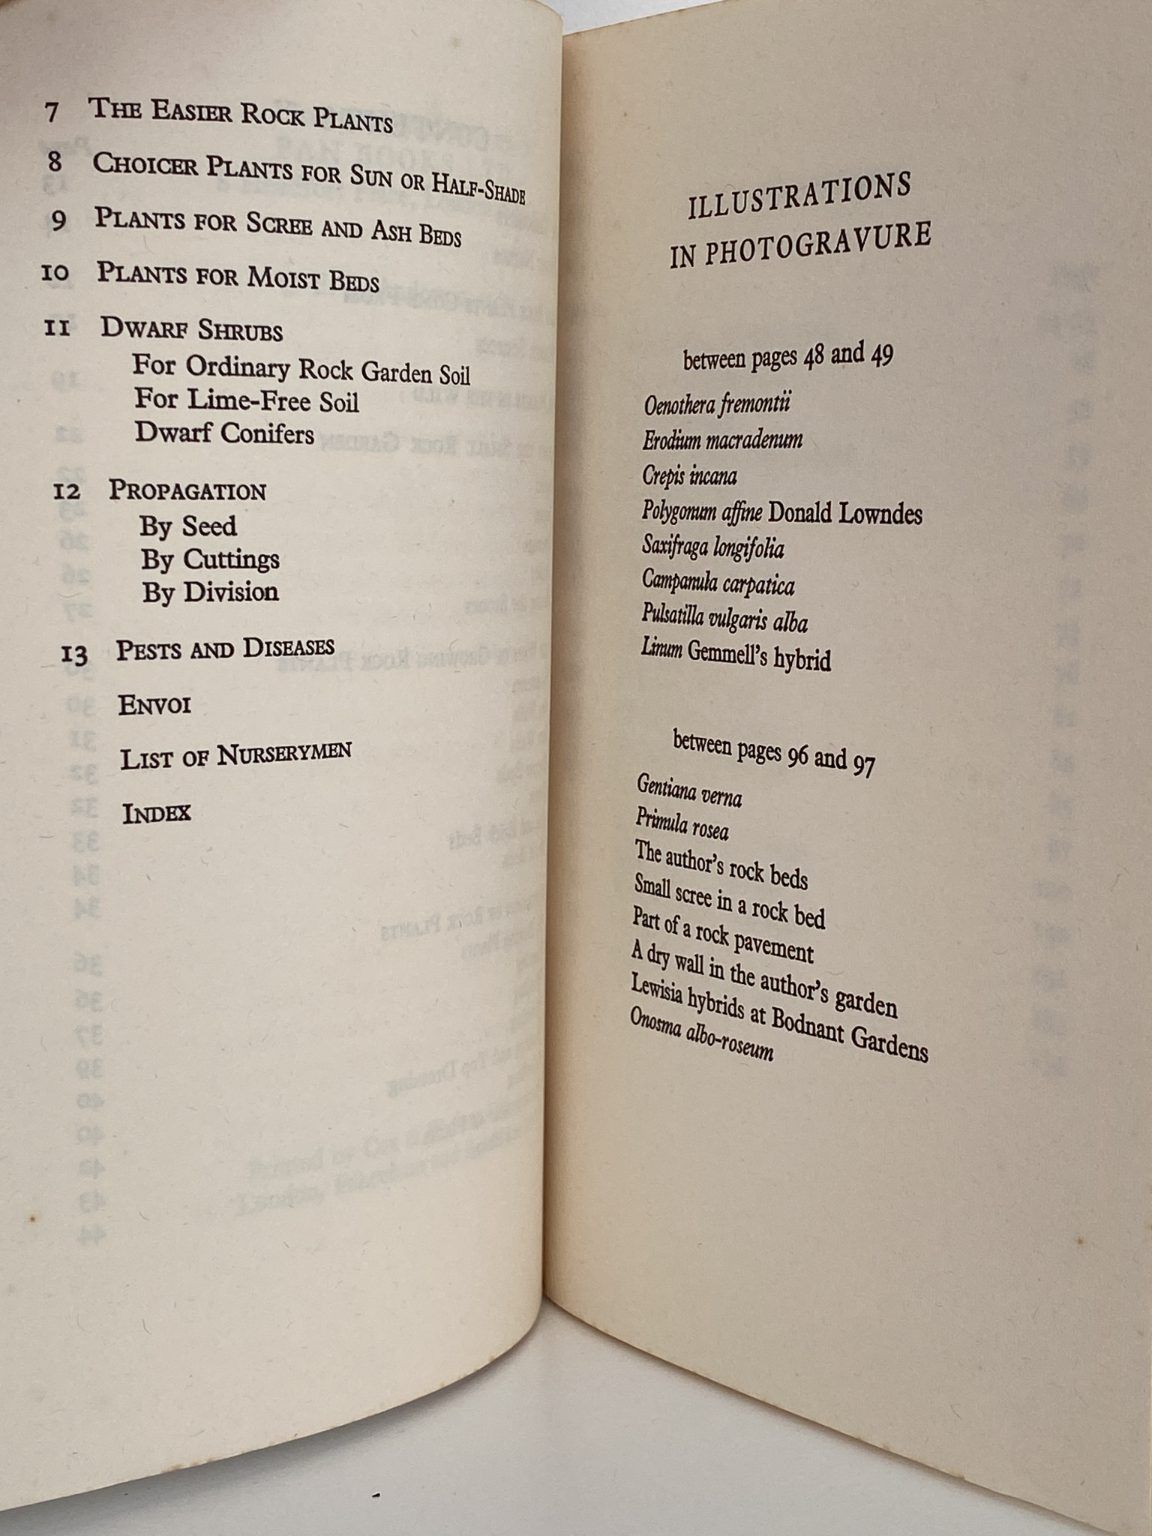 7 The Easier Rock Plants
8 Choicer Plants for Sun or Half-Shade
9 Plants for Scree and Ash Beds
10 Plants for Moist Beds
11 Dwarf Shrubs
For Ordinary Rock Garden Soil
For Lime-Free Soil
Dwarf Conifers
12 Propagation
By Seed
By Cuttings
By Division
13 Pests and Diseases
Envoi
List of Nurserymen
Index
ILLUSTRATIONS
IN PHOTOGRAVURE
between pages 48 and 49
Oenothera fremontii
Erodium macradenum
Crepis incana
Polygonum affine Donald Lowndes
Saxifraga longifolia
Campanula carpatica
Pulsatilla vulgaris alba
Linum Gemmell's hybrid
between pages 96 and 97
Gentiana verna
Primula rosea
The author's rock beds
Small scree in a rock bed
Part of a rock pavement
A dry wall in the author's garden
Lewisia hybrids at Bodnant Gardens
Onosma albo-roseum